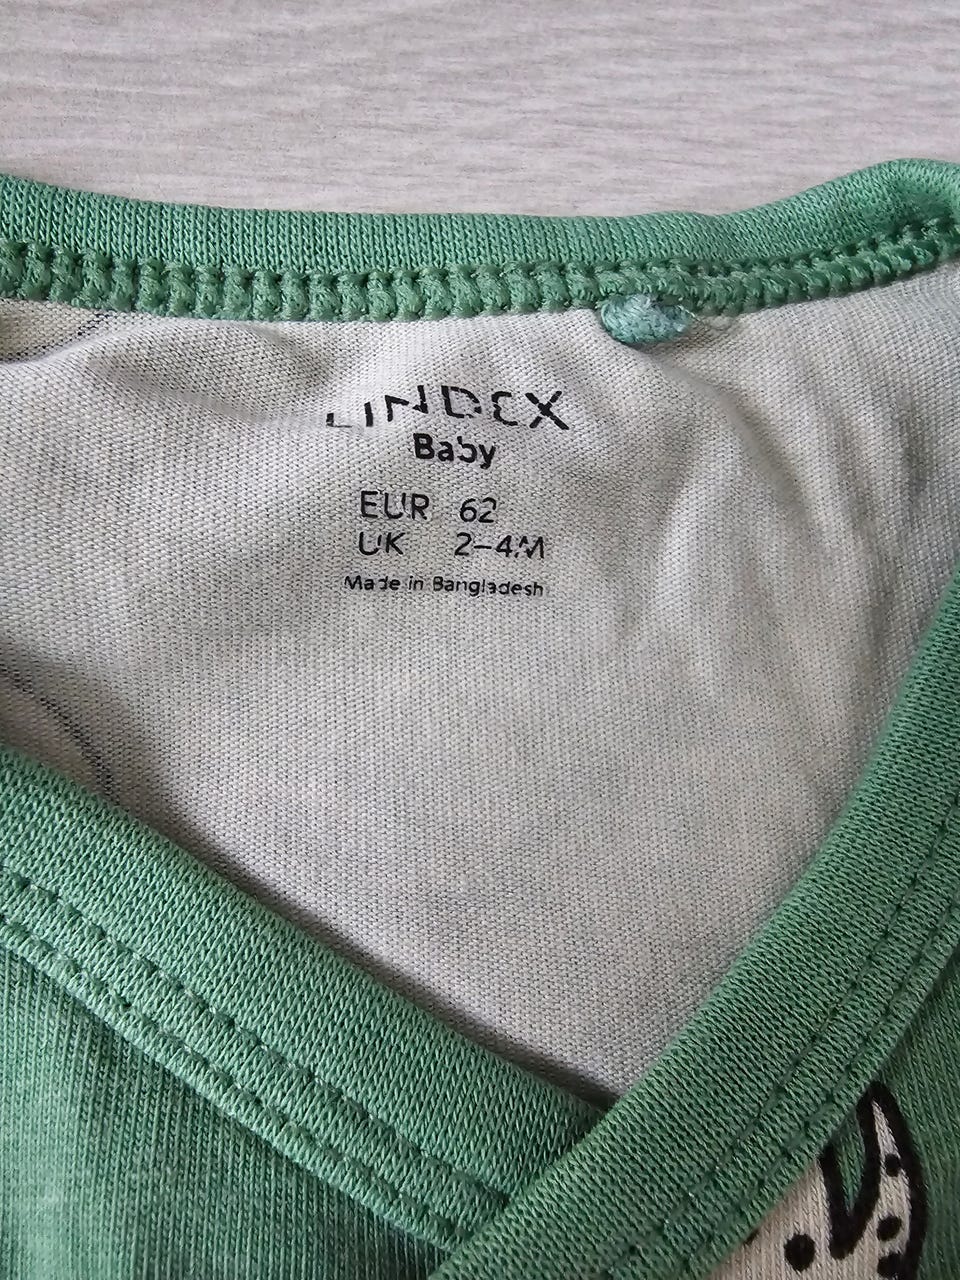 LINDEX
Baby
EUR 62
UK 2-4M
Made in Bangladesh